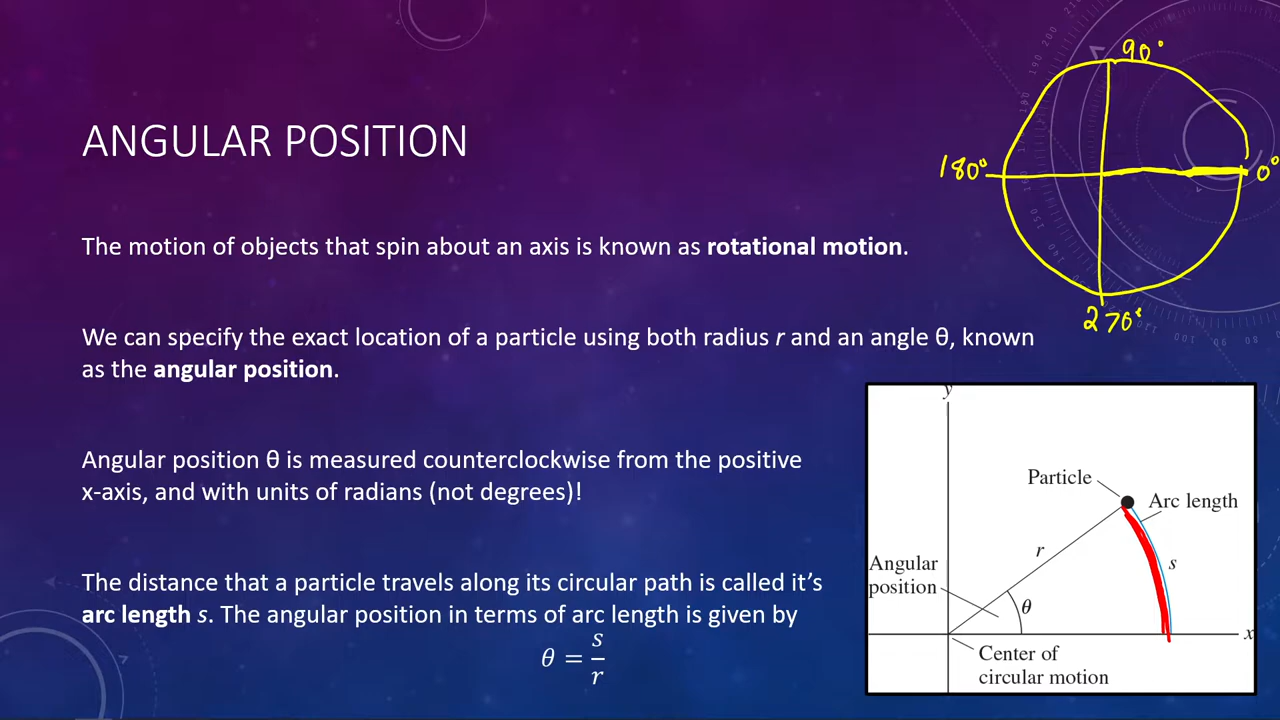 ANGULAR POSITION
The motion of objects that spin about an axis is known as rotational motion.
We can specify the exact location of a particle using both radius r and an angle θ, known
as the angular position.
Angular position θ is measured counterclockwise from the positive
x-axis, and with units of radians (not degrees)!
The distance that a particle travels along its circular path is called it’s
arc length s. The angular position in terms of arc length is given by
θ = s/r
90°
180°
0°
270°
y
Particle
Arc length
r
s
Angular
position
θ
x
Center of
circular motion